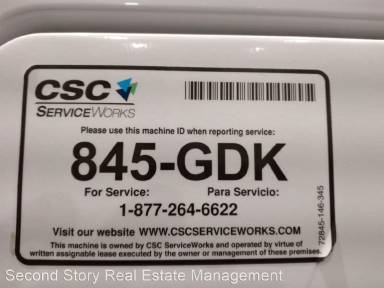 CSC
SERVICEWORKS
Please use this machine ID when reporting service:
845-GDK
For Service: Para Servicio:
1-877-264-6622
Visit our website WWW.CSCSERVICEWORKS.COM
This machine is owned by CSC ServiceWorks and operated by virtue of
written assignable lease executed by the owner or management of these premises.
72845-146-345
Second Story Real Estate Management